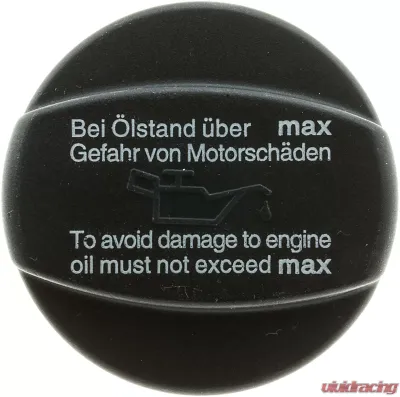 Bei Ölstand über max
Gefahr von Motorschäden
To avoid damage to engine
oil must not exceed max
vividracing